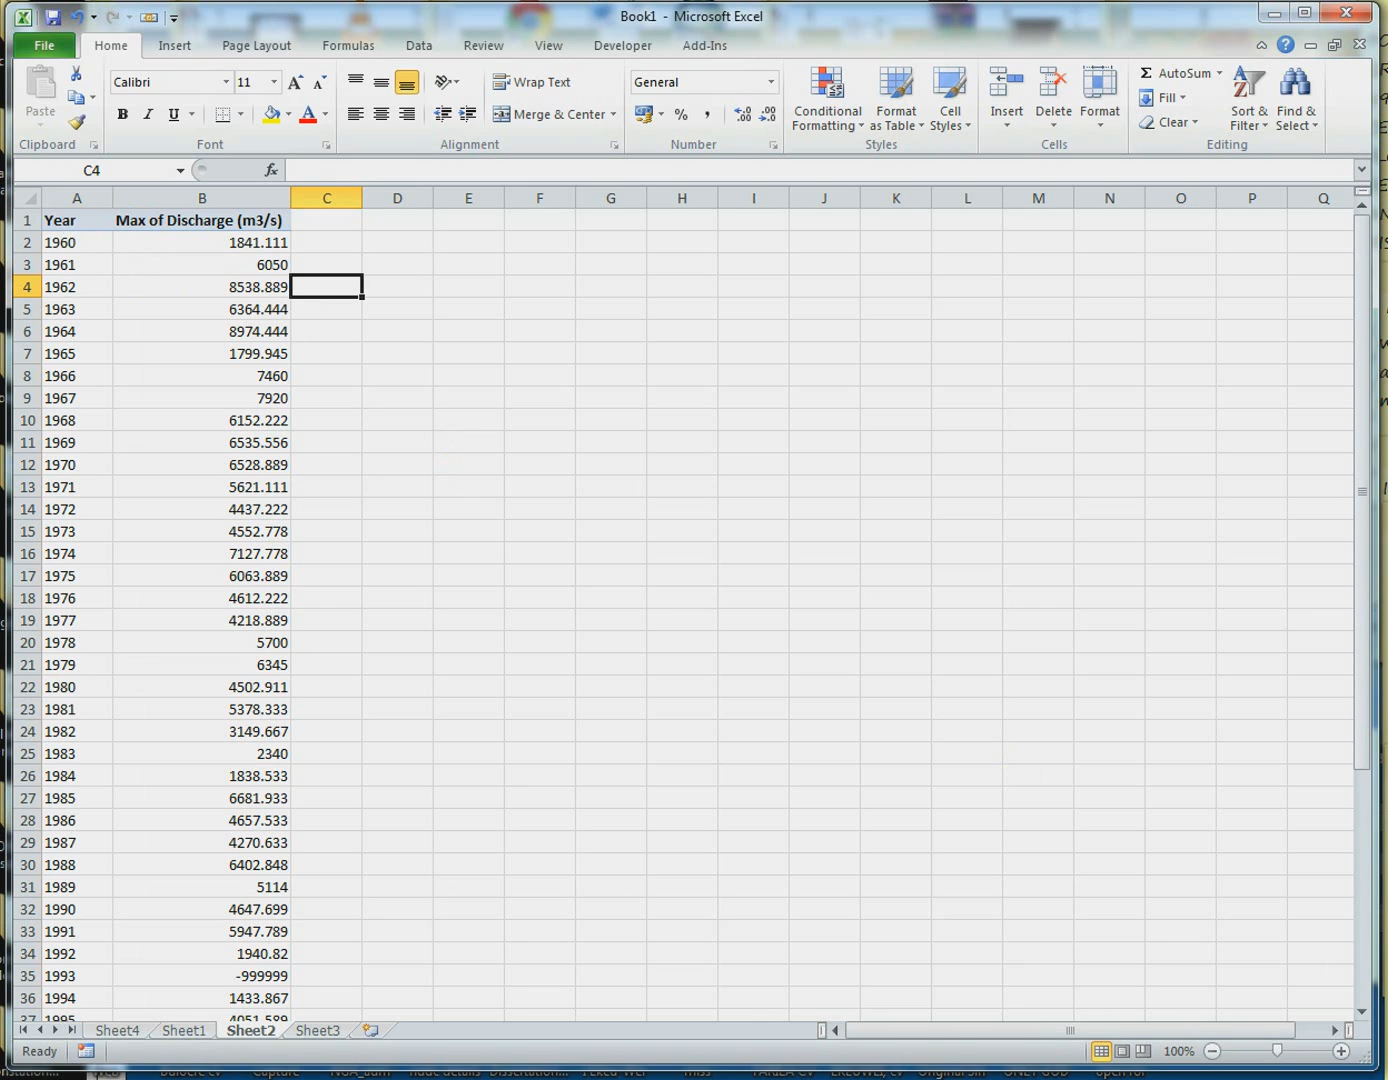 Book1 - Microsoft Excel
File Home Insert Page Layout Formulas Data Review View Developer Add-Ins
Paste
Calibri 11
B I U
Wrap Text
Merge & Center
General
%
Conditional Formatting
Format as Table
Cell Styles
Insert Delete Format
Σ AutoSum
Fill
Clear
Sort & Filter
Find & Select
Clipboard Font Alignment Number Styles Cells Editing
C4 fx
A B C D E F G H I J K L M N O P Q
1 Year Max of Discharge (m3/s)
2 1960 1841.111
3 1961 6050
4 1962 8538.889
5 1963 6364.444
6 1964 8974.444
7 1965 1799.945
8 1966 7460
9 1967 7920
10 1968 6152.222
11 1969 6535.556
12 1970 6528.889
13 1971 5621.111
14 1972 4437.222
15 1973 4552.778
16 1974 7127.778
17 1975 6063.889
18 1976 4612.222
19 1977 4218.889
20 1978 5700
21 1979 6345
22 1980 4502.911
23 1981 5378.333
24 1982 3149.667
25 1983 2340
26 1984 1838.533
27 1985 6681.933
28 1986 4657.533
29 1987 4270.633
30 1988 6402.848
31 1989 5114
32 1990 4647.699
33 1991 5947.789
34 1992 1940.82
35 1993 -999999
36 1994 1433.867
37 1995 4051.589
Sheet4 Sheet1 Sheet2 Sheet3
Ready 100%